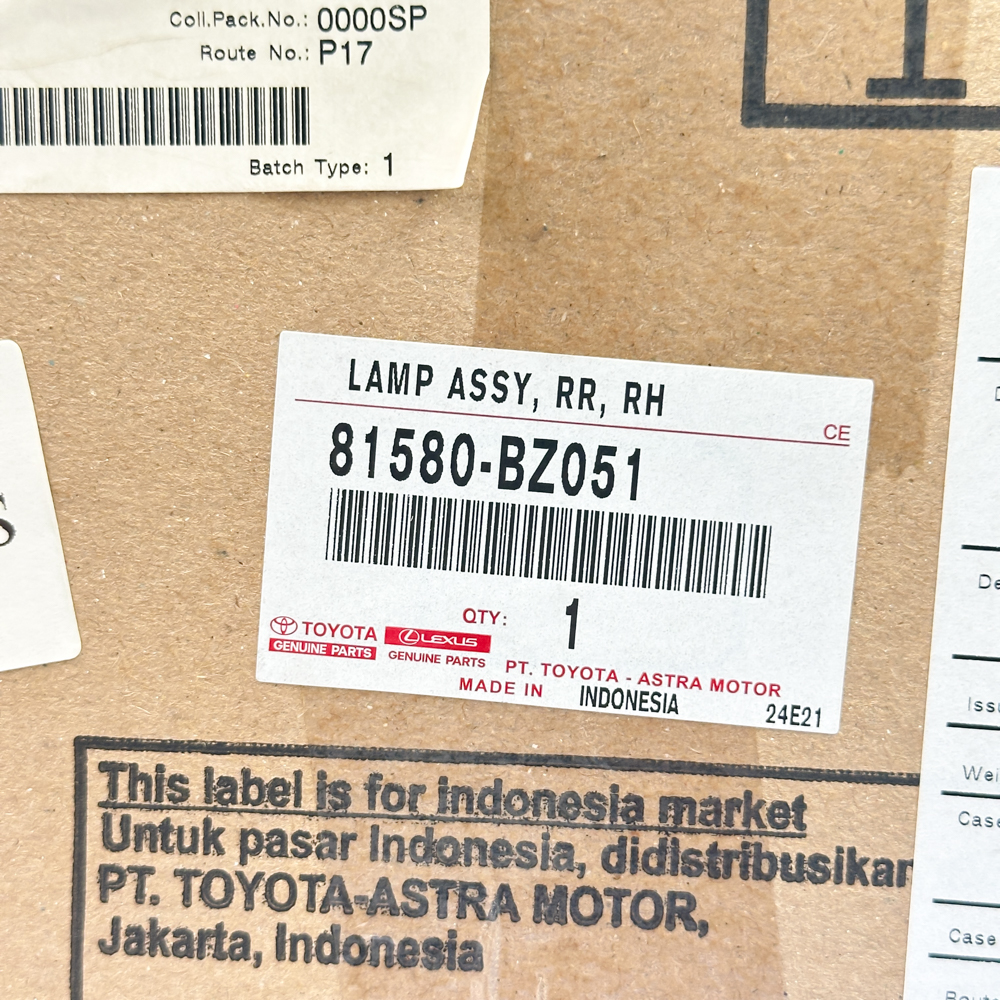 Coll.Pack.No.: 0000SP
Route No.: P17
Batch Type: 1
LAMP ASSY, RR, RH
CE
81580-BZ051
QTY: 1
TOYOTA
GENUINE PARTS
LEXUS
GENUINE PARTS
PT. TOYOTA - ASTRA MOTOR
MADE IN INDONESIA
24E21
This label is for indonesia market
Untuk pasar Indonesia, didistribusikan
PT. TOYOTA-ASTRA MOTOR,
Jakarta, Indonesia
Case
Case